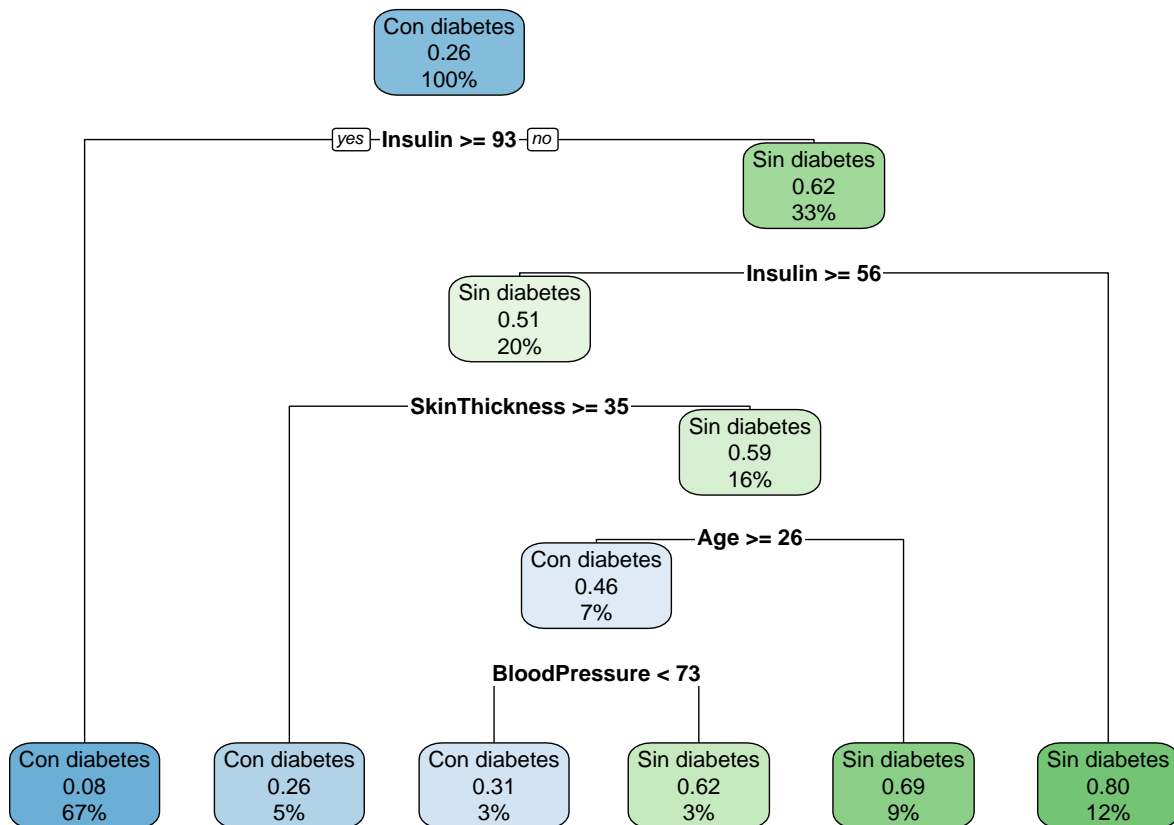 Con diabetes
0.26
100%
yes Insulin >= 93 no
Sin diabetes
0.62
33%
Insulin >= 56
Sin diabetes
0.51
20%
SkinThickness >= 35
Sin diabetes
0.59
16%
Age >= 26
Con diabetes
0.46
7%
BloodPressure < 73
Con diabetes
0.08
67%
Con diabetes
0.26
5%
Con diabetes
0.31
3%
Sin diabetes
0.62
3%
Sin diabetes
0.69
9%
Sin diabetes
0.80
12%